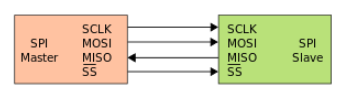 SPI
Master
SCLK
MOSI
MISO
SS
SCLK
MOSI
MISO
SS
SPI
Slave